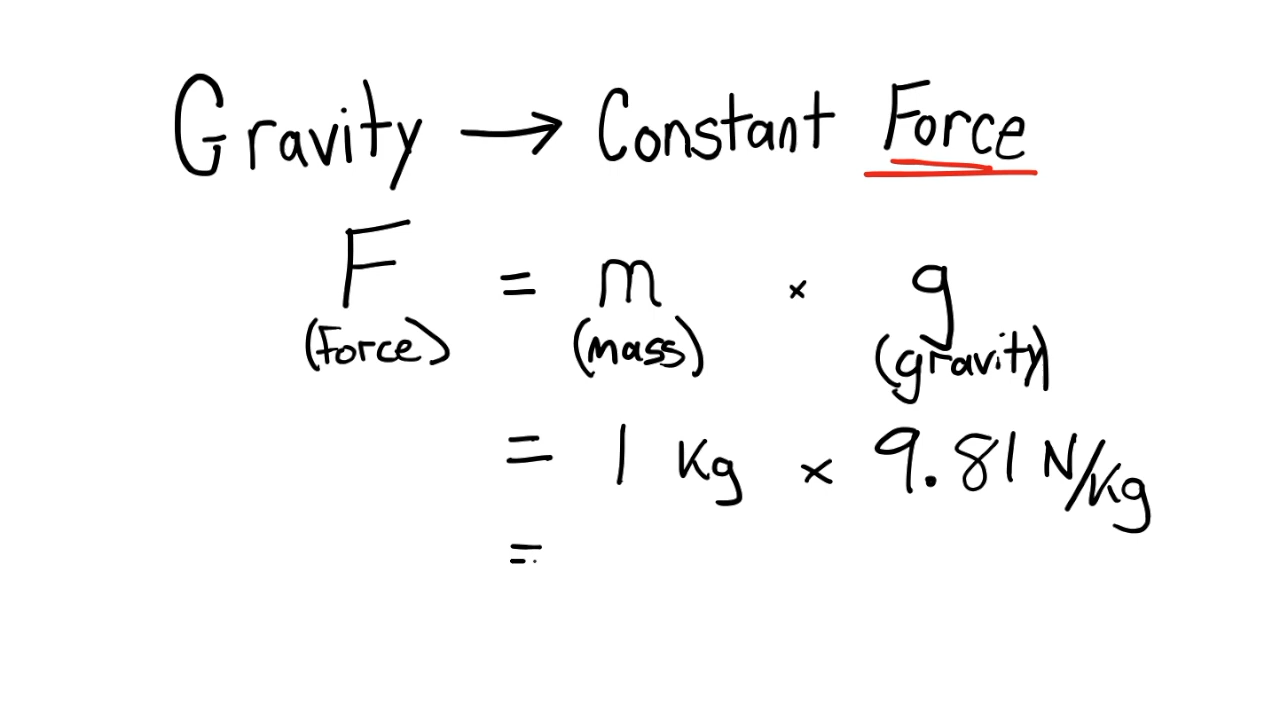 Gravity → Constant Force
F = m × g
(Force) (mass) (gravity)
= 1 Kg × 9.81 N/Kg
=